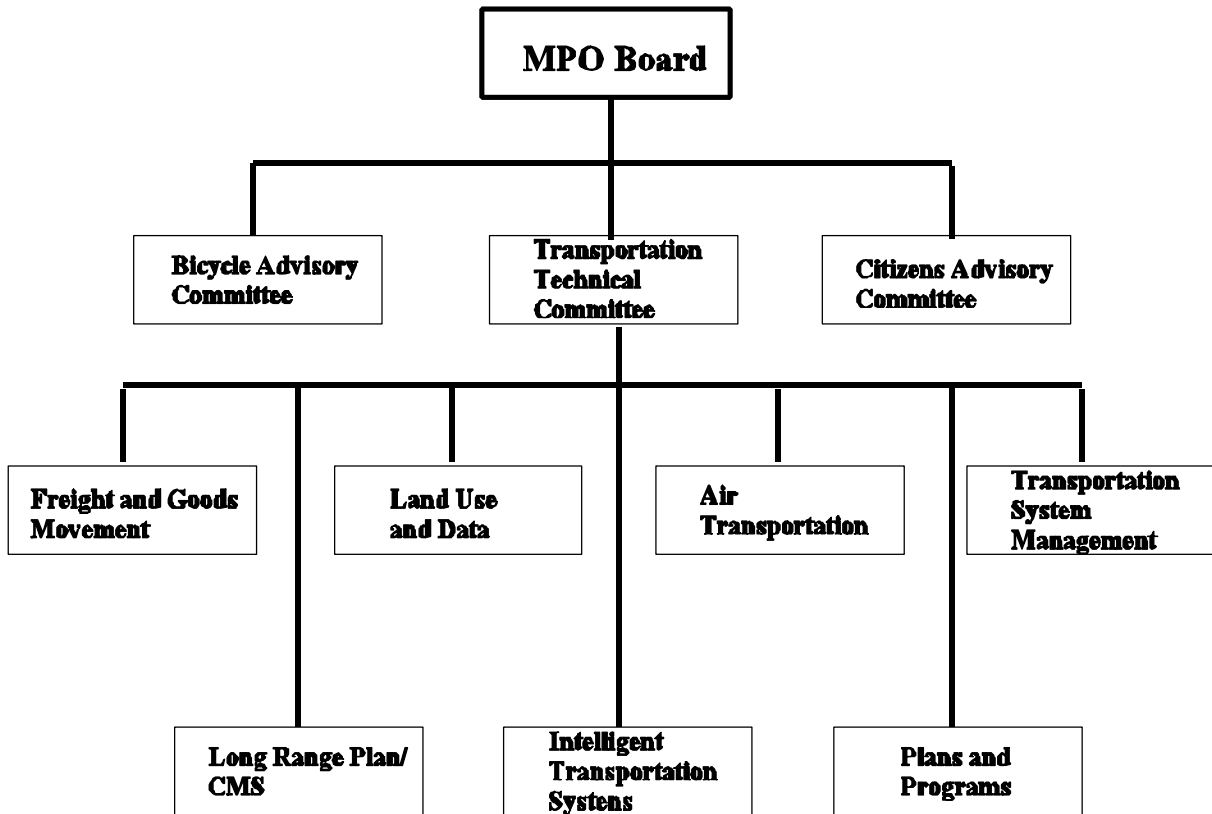 MPO Board
Bicycle Advisory
Committee
Transportation
Technical
Committee
Citizens Advisory
Committee
Freight and Goods
Movement
Land Use
and Data
Air
Transportation
Transportation
System
Management
Long Range Plan/
CMS
Intelligent
Transportation
Systens
Plans and
Programs